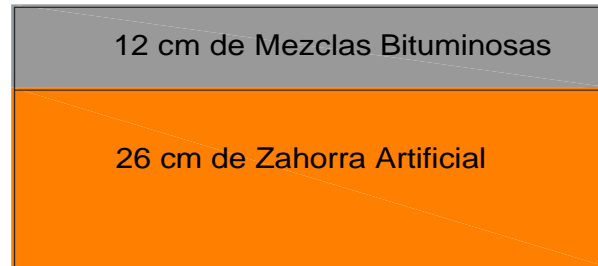 12 cm de Mezclas Bituminosas
26 cm de Zahorra Artificial